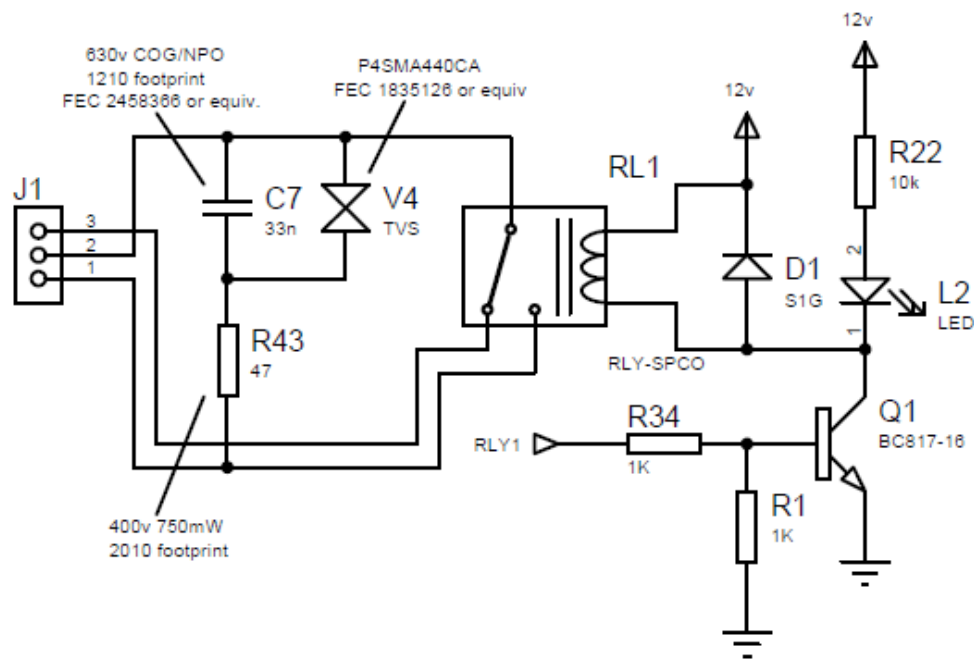 630v COG/NPO
1210 footprint
FEC 2458366 or equiv.
P4SMA440CA
FEC 1835126 or equiv
12v
12v
J1
3
2
1
C7
33n
V4
TVS
RL1
R22
10k
D1
S1G
2
1
L2
LED
R43
47
RLY-SPCO
Q1
BC817-16
RLY1
R34
1K
R1
1K
400v 750mW
2010 footprint